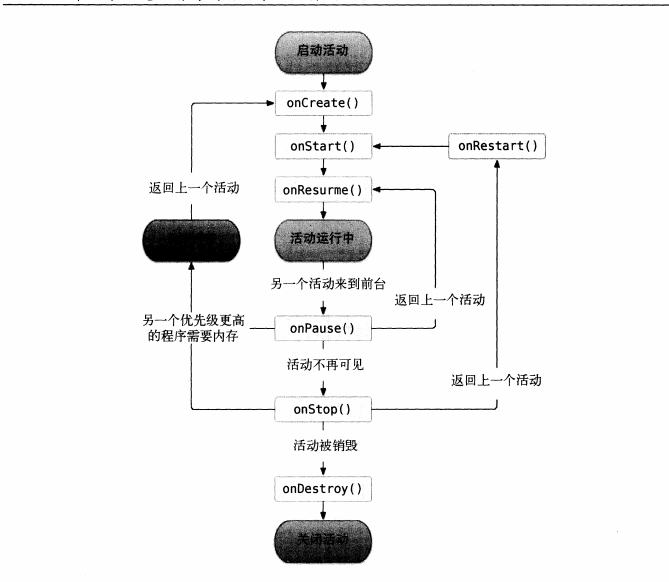 启动活动
onCreate()
onStart()
onRestart()
onResurme()
返回上一个活动
活动运行中
另一个活动来到前台
返回上一个活动
另一个优先级更高
的程序需要内存
onPause()
活动不再可见
返回上一个活动
onStop()
活动被销毁
onDestroy()
关闭活动